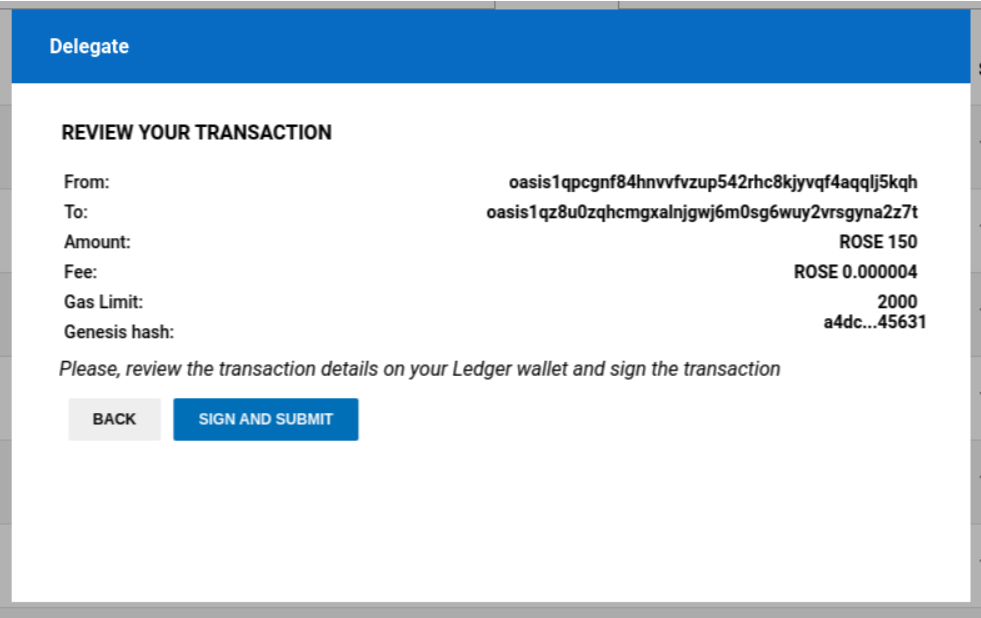 Delegate
REVIEW YOUR TRANSACTION
From: oasis1qpcgnf84hnvvfvzup542rhc8kjyvqf4aqqlj5kqh
To: oasis1qz8u0zqhcmgxalnjgwj6m0sg6wuy2vrsgyna2z7t
Amount: ROSE 150
Fee: ROSE 0.000004
Gas Limit: 2000
Genesis hash: a4dc...45631
Please, review the transaction details on your Ledger wallet and sign the transaction
BACK SIGN AND SUBMIT